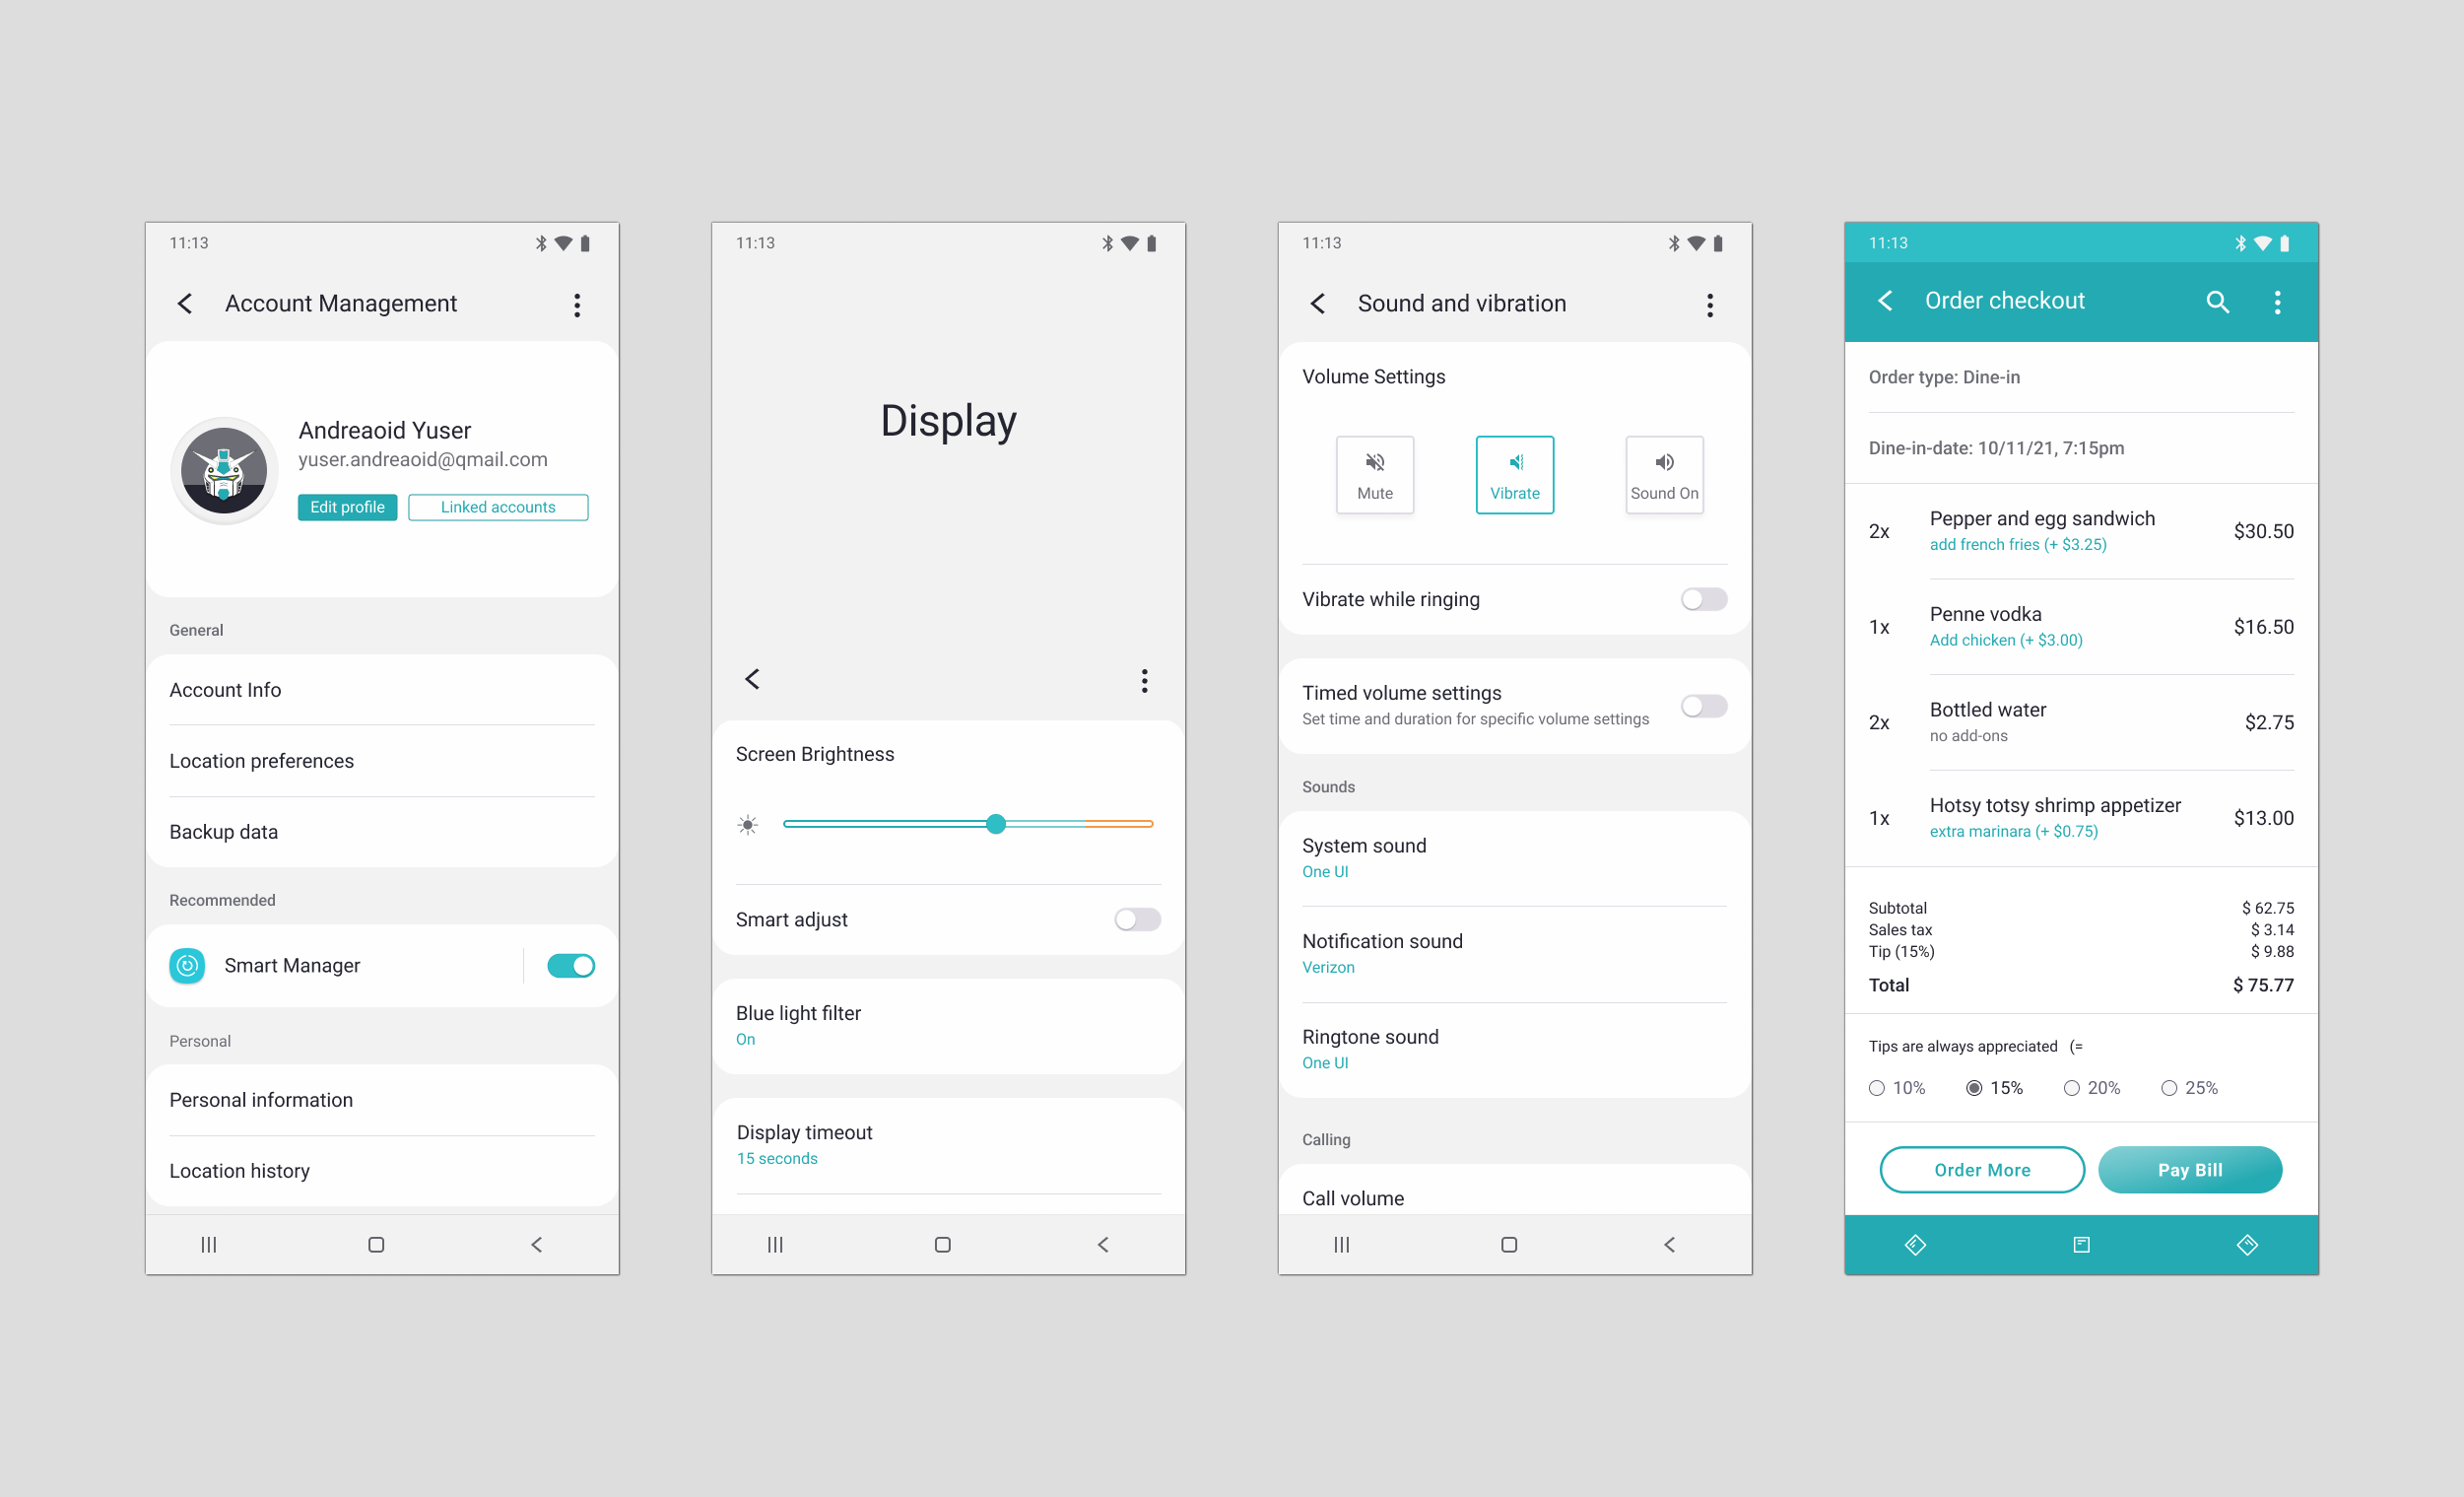 11:13
Account Management
Andreaoid Yuser
yuser.andreaoid@qmail.com
Edit profile
Linked accounts
General
Account Info
Location preferences
Backup data
Recommended
Smart Manager
Personal
Personal information
Location history
11:13
Display
Screen Brightness
Smart adjust
Blue light filter
On
Display timeout
15 seconds
11:13
Sound and vibration
Volume Settings
Mute
Vibrate
Sound On
Vibrate while ringing
Timed volume settings
Set time and duration for specific volume settings
Sounds
System sound
One UI
Notification sound
Verizon
Ringtone sound
One UI
Calling
Call volume
11:13
Order checkout
Order type: Dine-in
Dine-in-date: 10/11/21, 7:15pm
2x Pepper and egg sandwich $30.50
add french fries (+ $3.25)
1x Penne vodka $16.50
Add chicken (+ $3.00)
2x Bottled water $2.75
no add-ons
1x Hotsy totsy shrimp appetizer $13.00
extra marinara (+ $0.75)
Subtotal $ 62.75
Sales tax $ 3.14
Tip (15%) $ 9.88
Total $ 75.77
Tips are always appreciated (=
10% 15% 20% 25%
Order More
Pay Bill